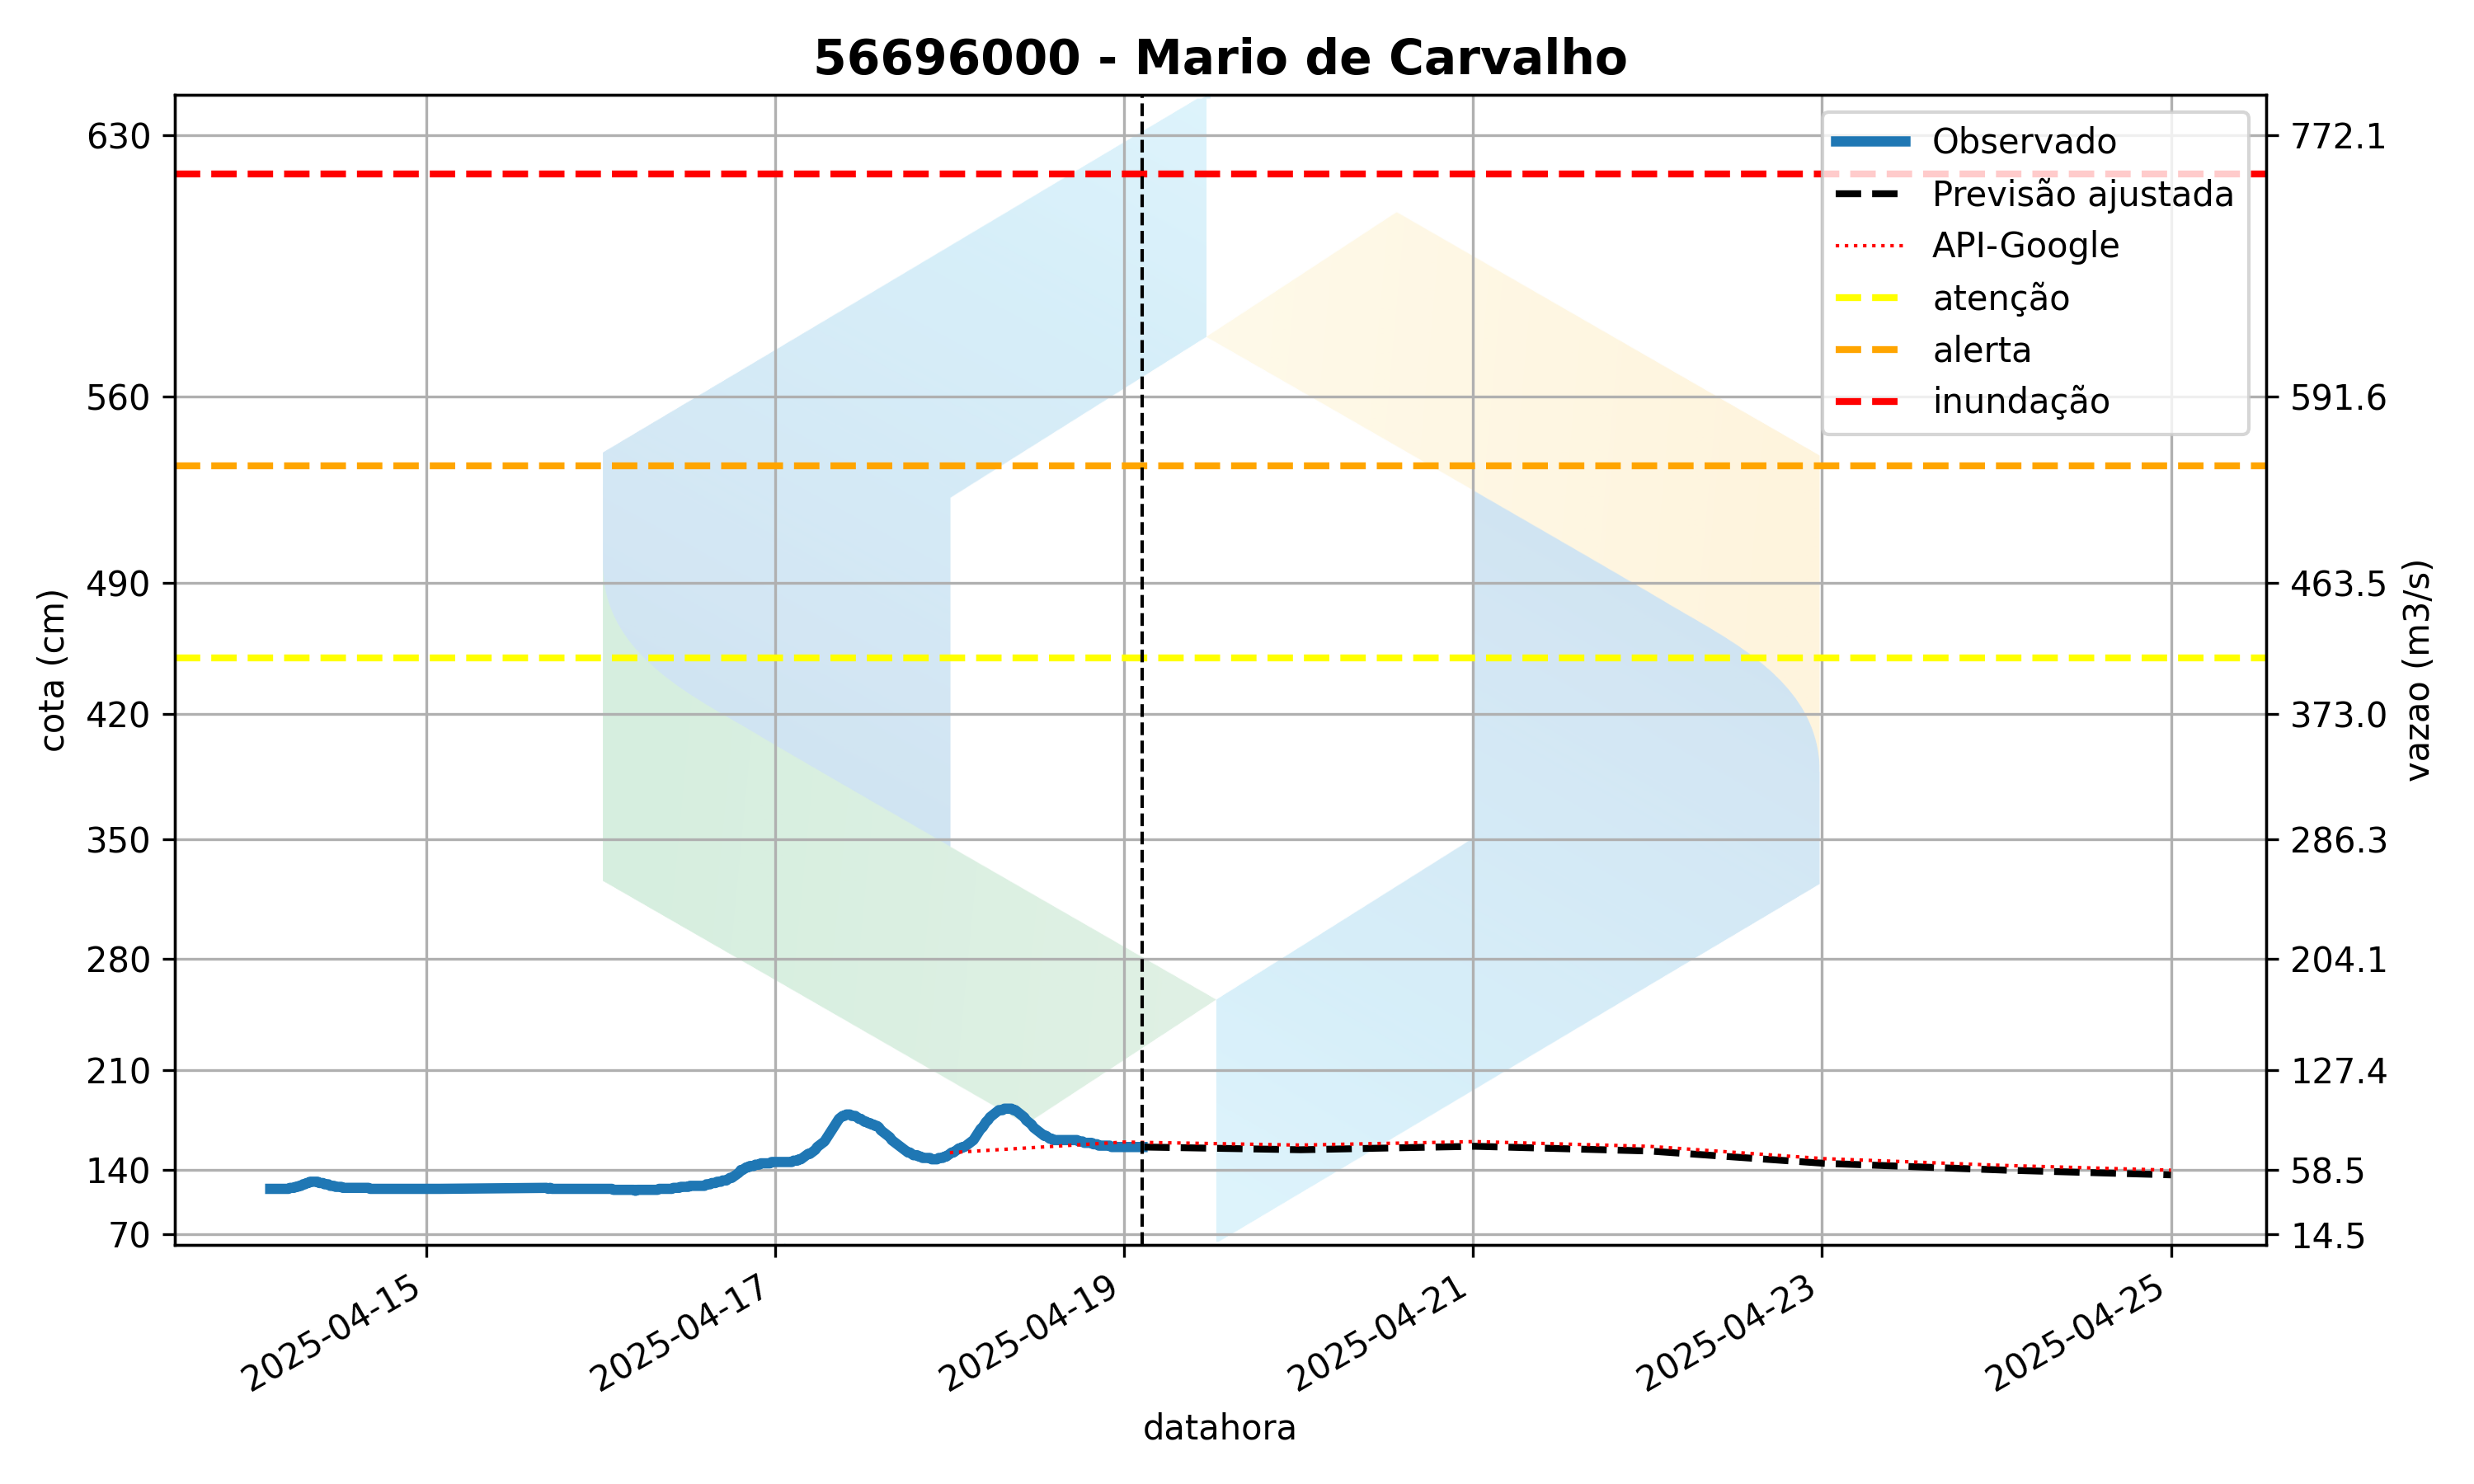 56696000 - Mario de Carvalho
630
560
490
420
350
280
210
140
70
cota (cm)
772.1
591.6
463.5
373.0
286.3
204.1
127.4
58.5
14.5
vazao (m3/s)
Observado
Previsão ajustada
API-Google
atenção
alerta
inundação
2025-04-15
2025-04-17
2025-04-19
2025-04-21
2025-04-23
2025-04-25
datahora